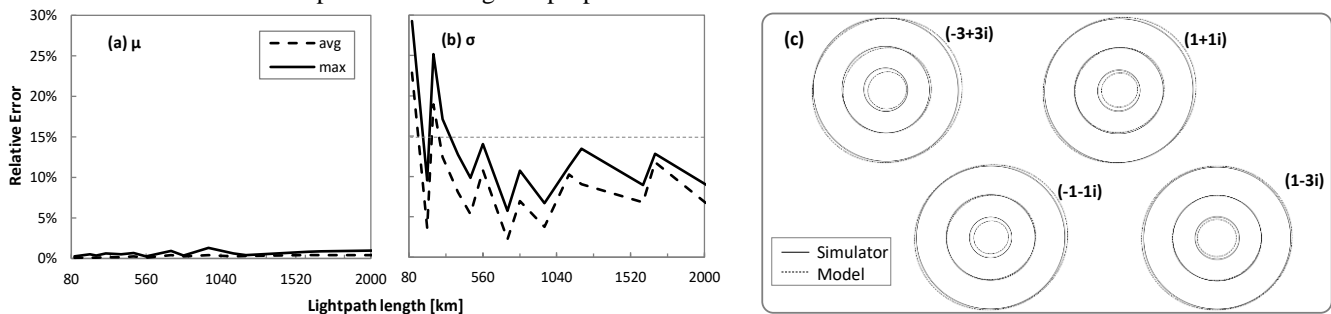 30%
25%
20%
15%
10%
5%
0%
Relative Error
(a) μ
avg
max
80
560
1040
1520
2000
(b) σ
15%
80
560
1040
1520
2000
Lightpath length [km]
(c)
(-3+3i)
(1+1i)
(-1-1i)
(1-3i)
Simulator
Model